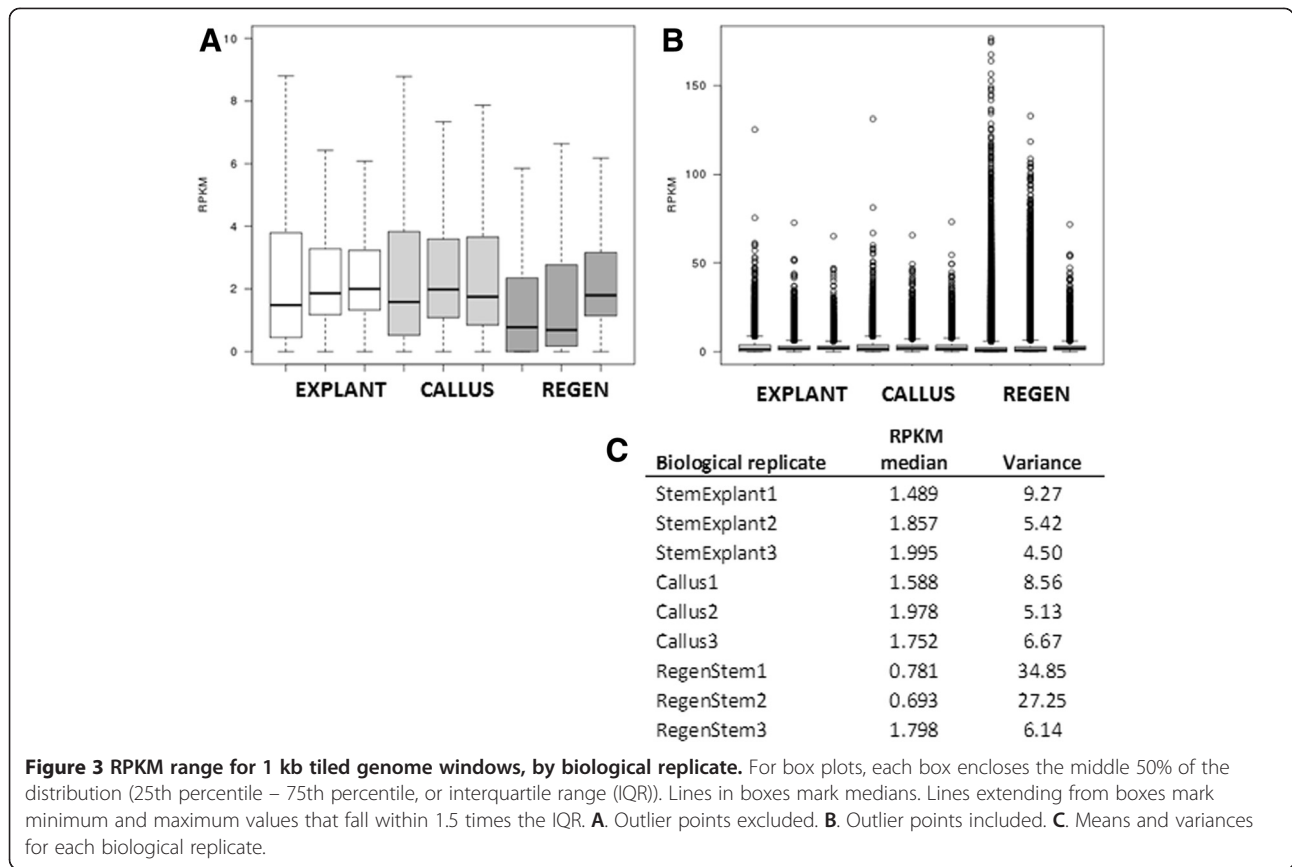 A
10
8
6
4
2
0
RPKM
EXPLANT CALLUS REGEN
B
150
100
50
0
RPKM
EXPLANT CALLUS REGEN
C
Biological replicate RPKM median Variance
StemExplant1 1.489 9.27
StemExplant2 1.857 5.42
StemExplant3 1.995 4.50
Callus1 1.588 8.56
Callus2 1.978 5.13
Callus3 1.752 6.67
RegenStem1 0.781 34.85
RegenStem2 0.693 27.25
RegenStem3 1.798 6.14
Figure 3 RPKM range for 1 kb tiled genome windows, by biological replicate. For box plots, each box encloses the middle 50% of the
distribution (25th percentile – 75th percentile, or interquartile range (IQR)). Lines in boxes mark medians. Lines extending from boxes mark
minimum and maximum values that fall within 1.5 times the IQR. A. Outlier points excluded. B. Outlier points included. C. Means and variances
for each biological replicate.